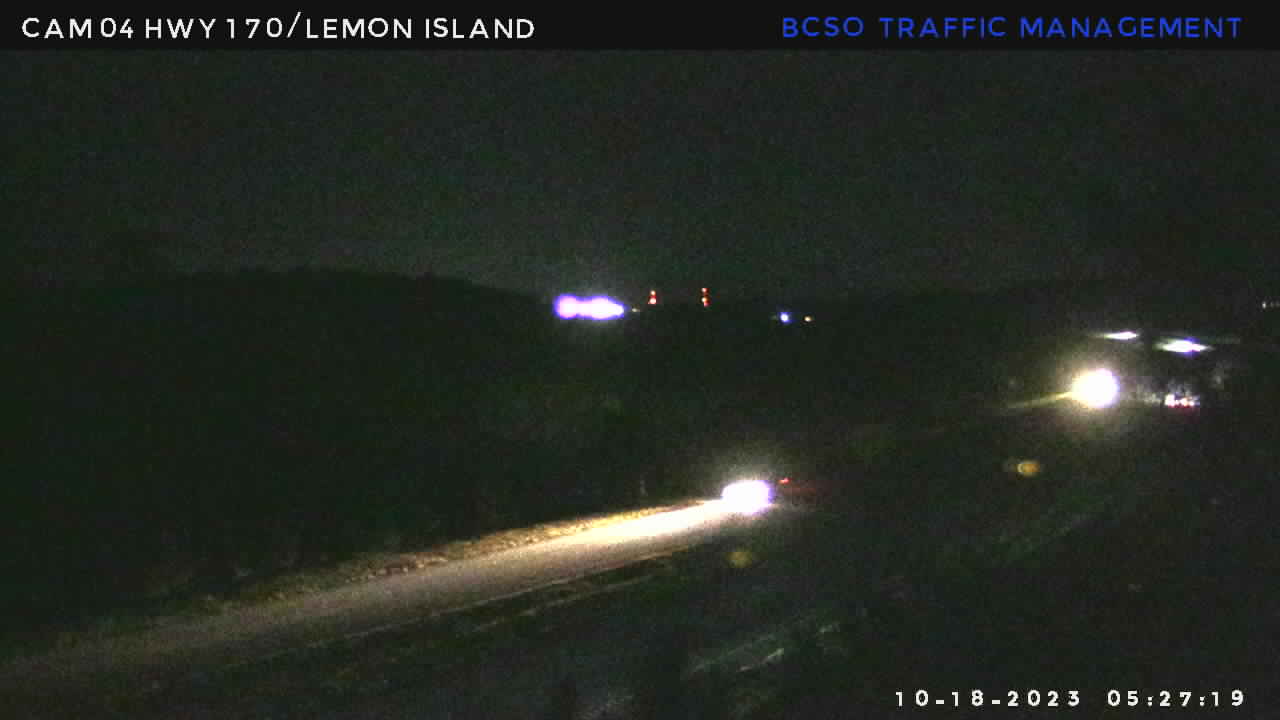 CAM04 HWY 170/LEMON ISLAND
BCSO TRAFFIC MANAGEMENT
10-18-2023 05:27:19